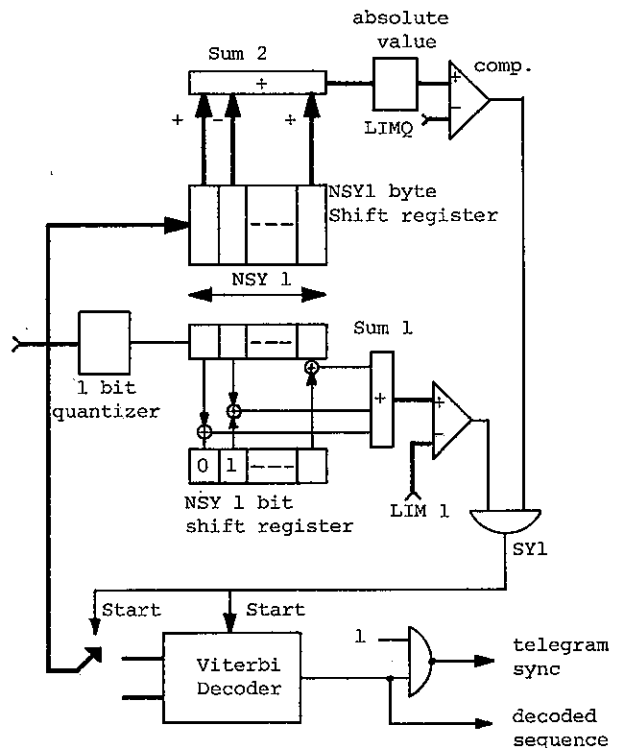 absolute
value
Sum 2
comp.
+
+
-
+
+
-
LIMQ
NSY1 byte
Shift register
NSY 1
Sum 1
1 bit
quantizer
+
+
-
0 1
NSY 1 bit
shift register
LIM 1
SY1
Start
Start
1
Viterbi
Decoder
telegram
sync
decoded
sequence